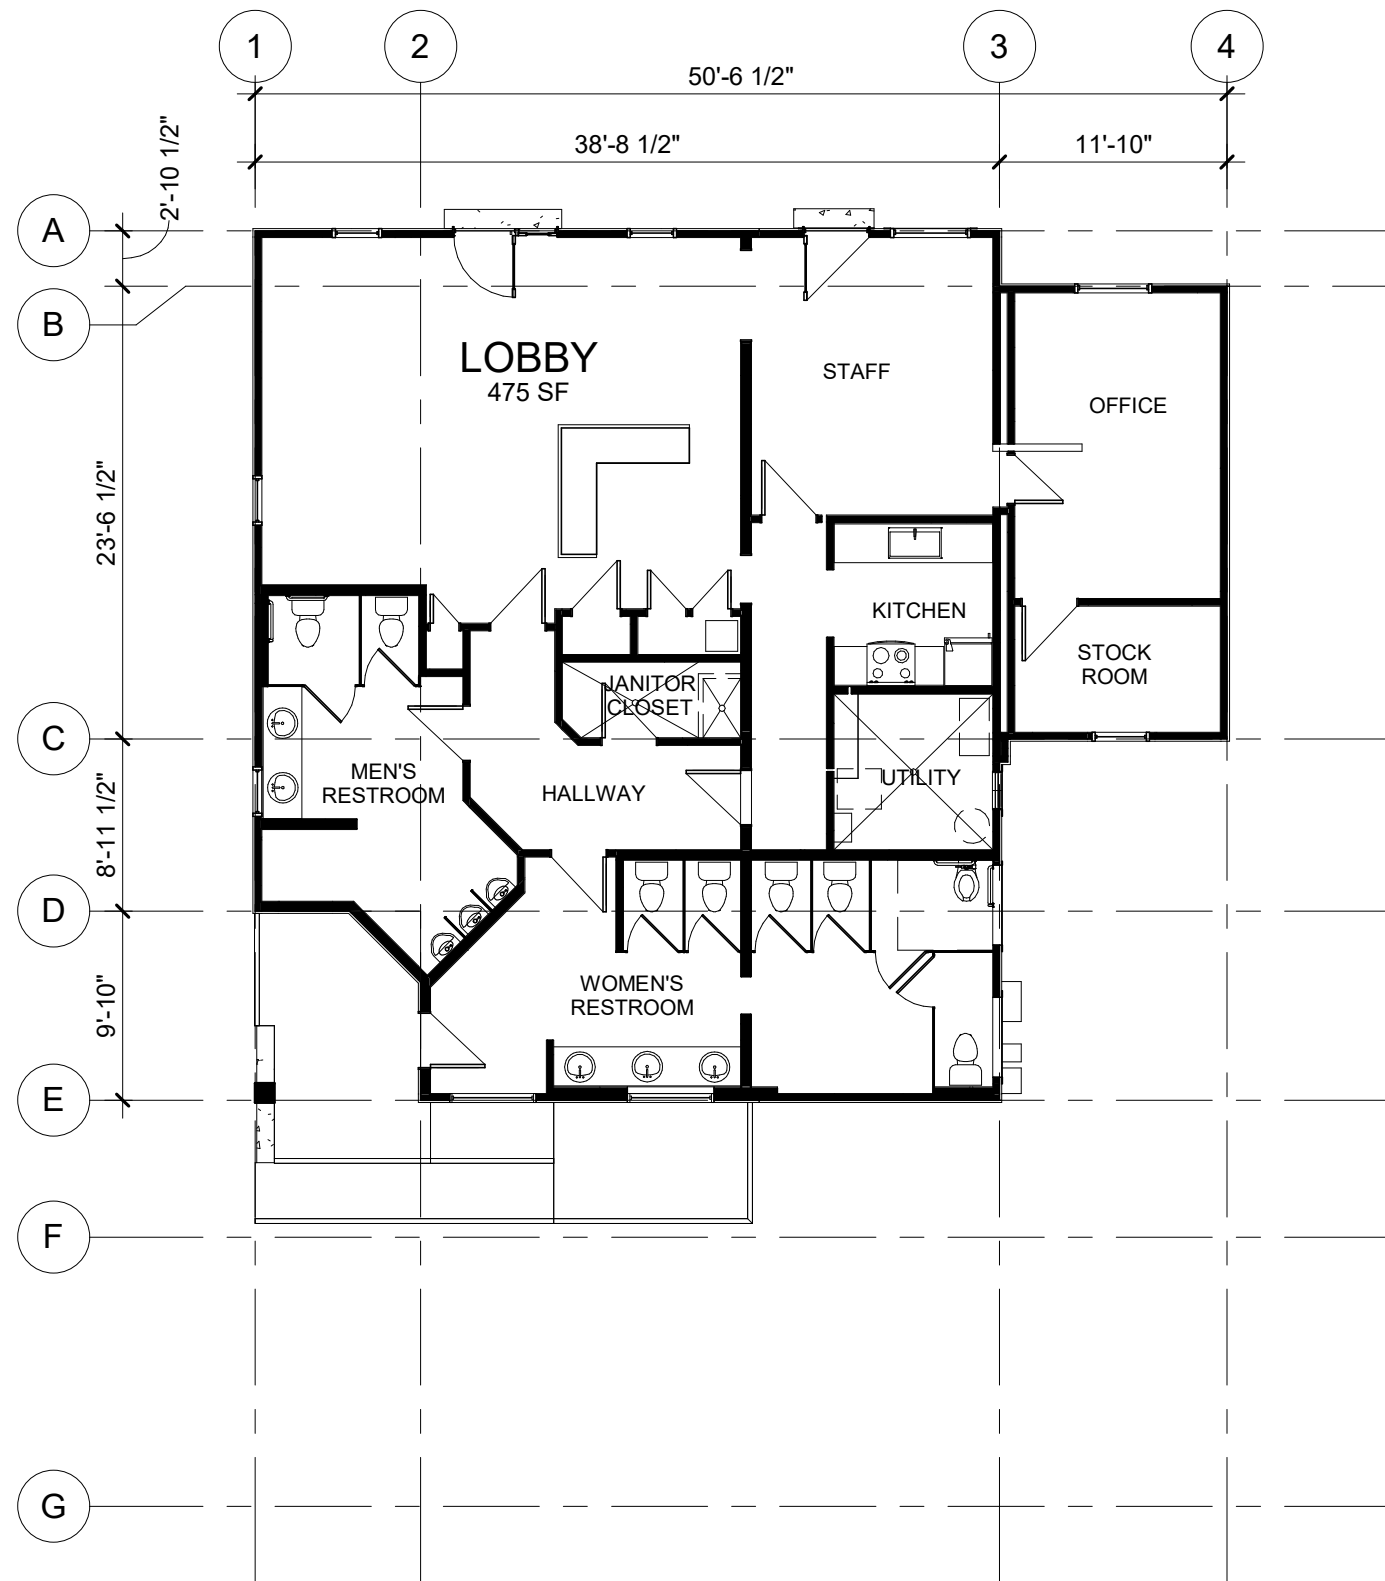 1
2
3
4
50'-6 1/2"
38'-8 1/2"
11'-10"
2'-10 1/2"
A
B
LOBBY
475 SF
STAFF
OFFICE
23'-6 1/2"
KITCHEN
STOCK
ROOM
JANITOR
CLOSET
C
MEN'S
RESTROOM
HALLWAY
UTILITY
8'-11 1/2"
D
WOMEN'S
RESTROOM
9'-10"
E
F
G